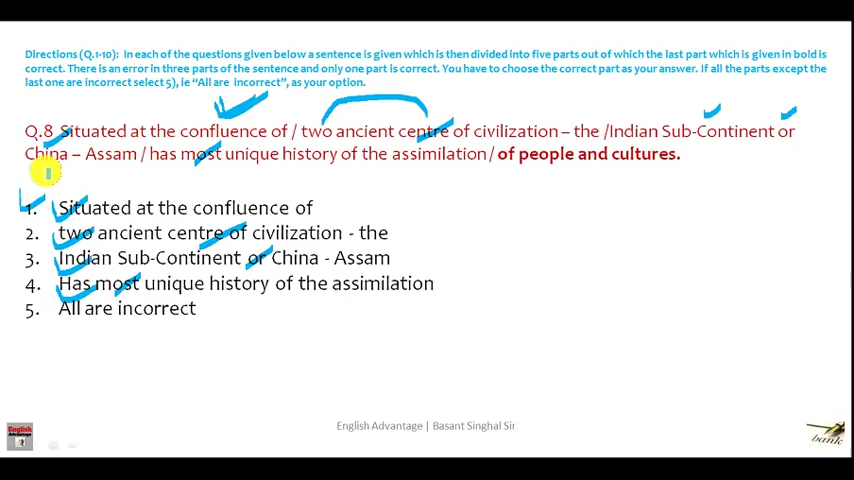 Directions (Q.1-10): In each of the questions given below a sentence is given which is then divided into five parts out of which the last part which is given in bold is
correct. There is an error in three parts of the sentence and only one part is correct. You have to choose the correct part as your answer. If all the parts except the
last one are incorrect select 5), ie "All are incorrect", as your option.
Q.8 Situated at the confluence of / two ancient centre of civilization – the /Indian Sub-Continent or
China – Assam / has most unique history of the assimilation/ of people and cultures.
1. Situated at the confluence of
2. two ancient centre of civilization - the
3. Indian Sub-Continent or China - Assam
4. Has most unique history of the assimilation
5. All are incorrect
English Advantage | Basant Singhal Sir
English
Advantage
bank